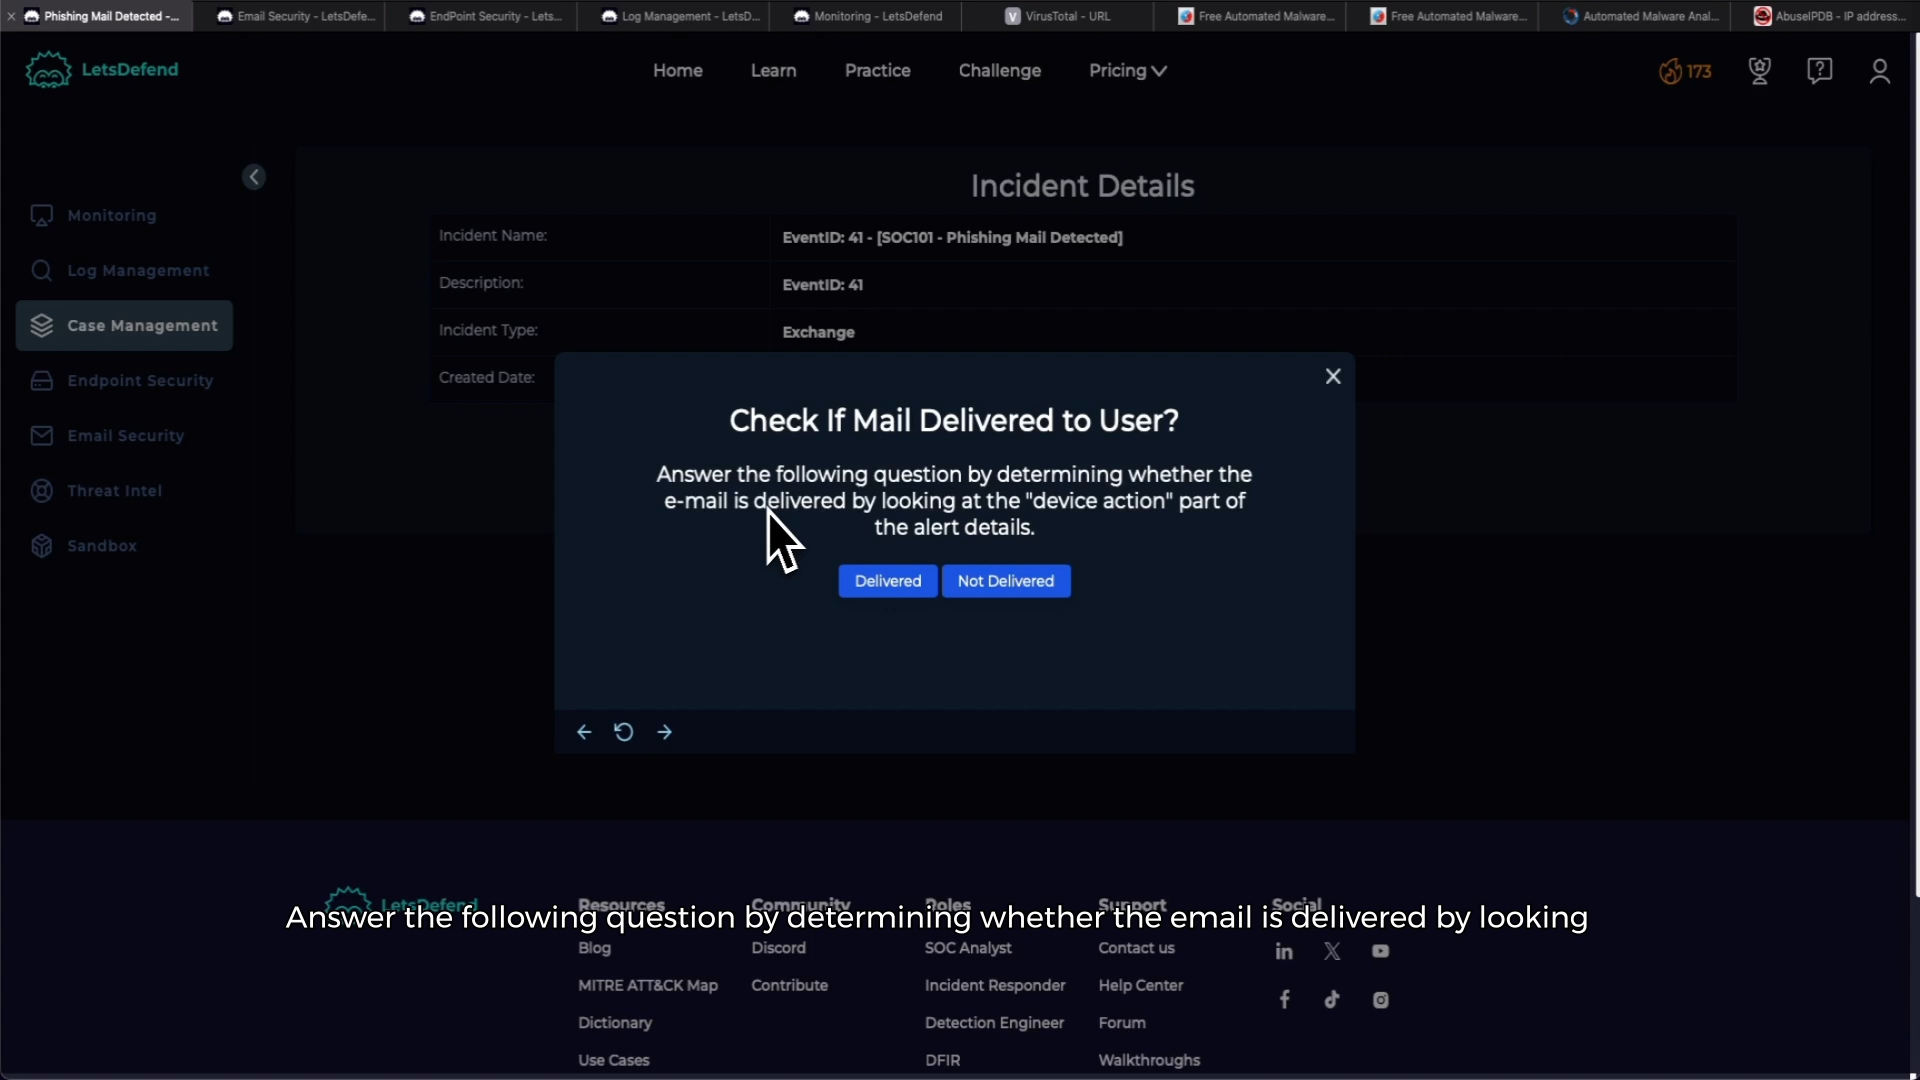 Phishing Mail Detected -...
Email Security - LetsDefe...
EndPoint Security - Lets...
Log Management - LetsD...
Monitoring - LetsDefend
VirusTotal - URL
Free Automated Malware...
Free Automated Malware...
Automated Malware Anal...
AbuseIPDB - IP address...
LetsDefend
Home
Learn
Practice
Challenge
Pricing
173
Monitoring
Log Management
Case Management
Endpoint Security
Email Security
Threat Intel
Sandbox
Incident Details
Incident Name:
EventID: 41 - [SOC101 - Phishing Mail Detected]
Description:
EventID: 41
Incident Type:
Exchange
Created Date:
Check If Mail Delivered to User?
Answer the following question by determining whether the
e-mail is delivered by looking at the "device action" part of
the alert details.
Delivered
Not Delivered
LetsDefend
Answer the following question by determining whether the email is delivered by looking
Resources
Blog
MITRE ATT&CK Map
Dictionary
Use Cases
Community
Discord
Contribute
Roles
SOC Analyst
Incident Responder
Detection Engineer
DFIR
Support
Contact us
Help Center
Forum
Walkthroughs
Social